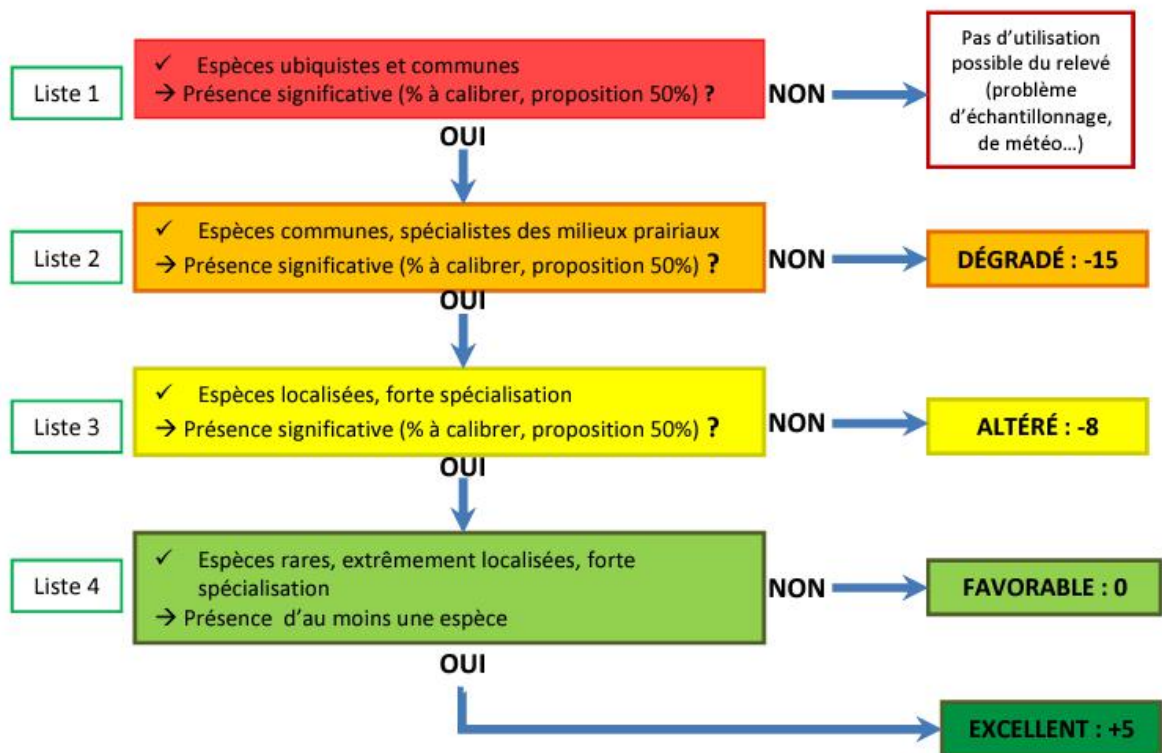 Liste 1
✓ Espèces ubiquistes et communes
→ Présence significative (% à calibrer, proposition 50%) ?
NON
Pas d'utilisation
possible du relevé
(problème
d'échantillonnage,
de météo...)
OUI
Liste 2
✓ Espèces communes, spécialistes des milieux prairiaux
→ Présence significative (% à calibrer, proposition 50%) ?
NON
DÉGRADÉ : -15
OUI
Liste 3
✓ Espèces localisées, forte spécialisation
→ Présence significative (% à calibrer, proposition 50%) ?
NON
ALTÉRÉ : -8
OUI
Liste 4
✓ Espèces rares, extrêmement localisées, forte
spécialisation
→ Présence d'au moins une espèce
NON
FAVORABLE : 0
OUI
EXCELLENT : +5